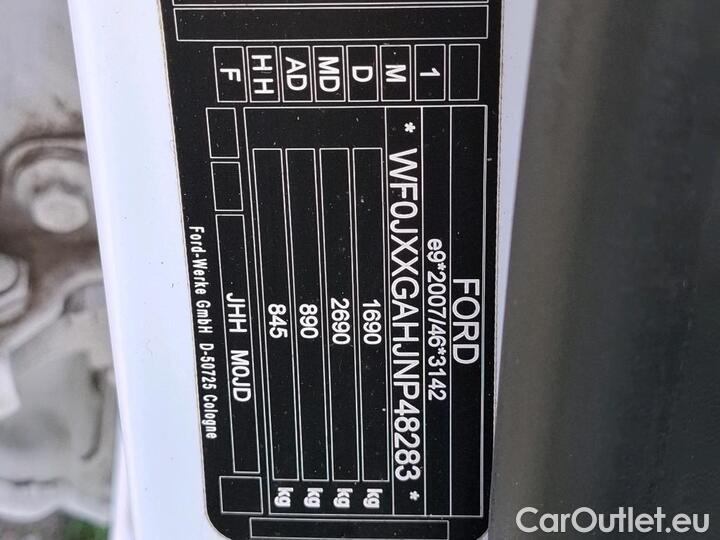 FORD
e9*2007/46*3142
* WF0JXXGAHJNP48283 *
1690 kg
2690 kg
890 kg
845 kg
1 M D MD AD HH F
JHH M0JD
Ford-Werke GmbH D-50725 Cologne
CarOutlet.eu